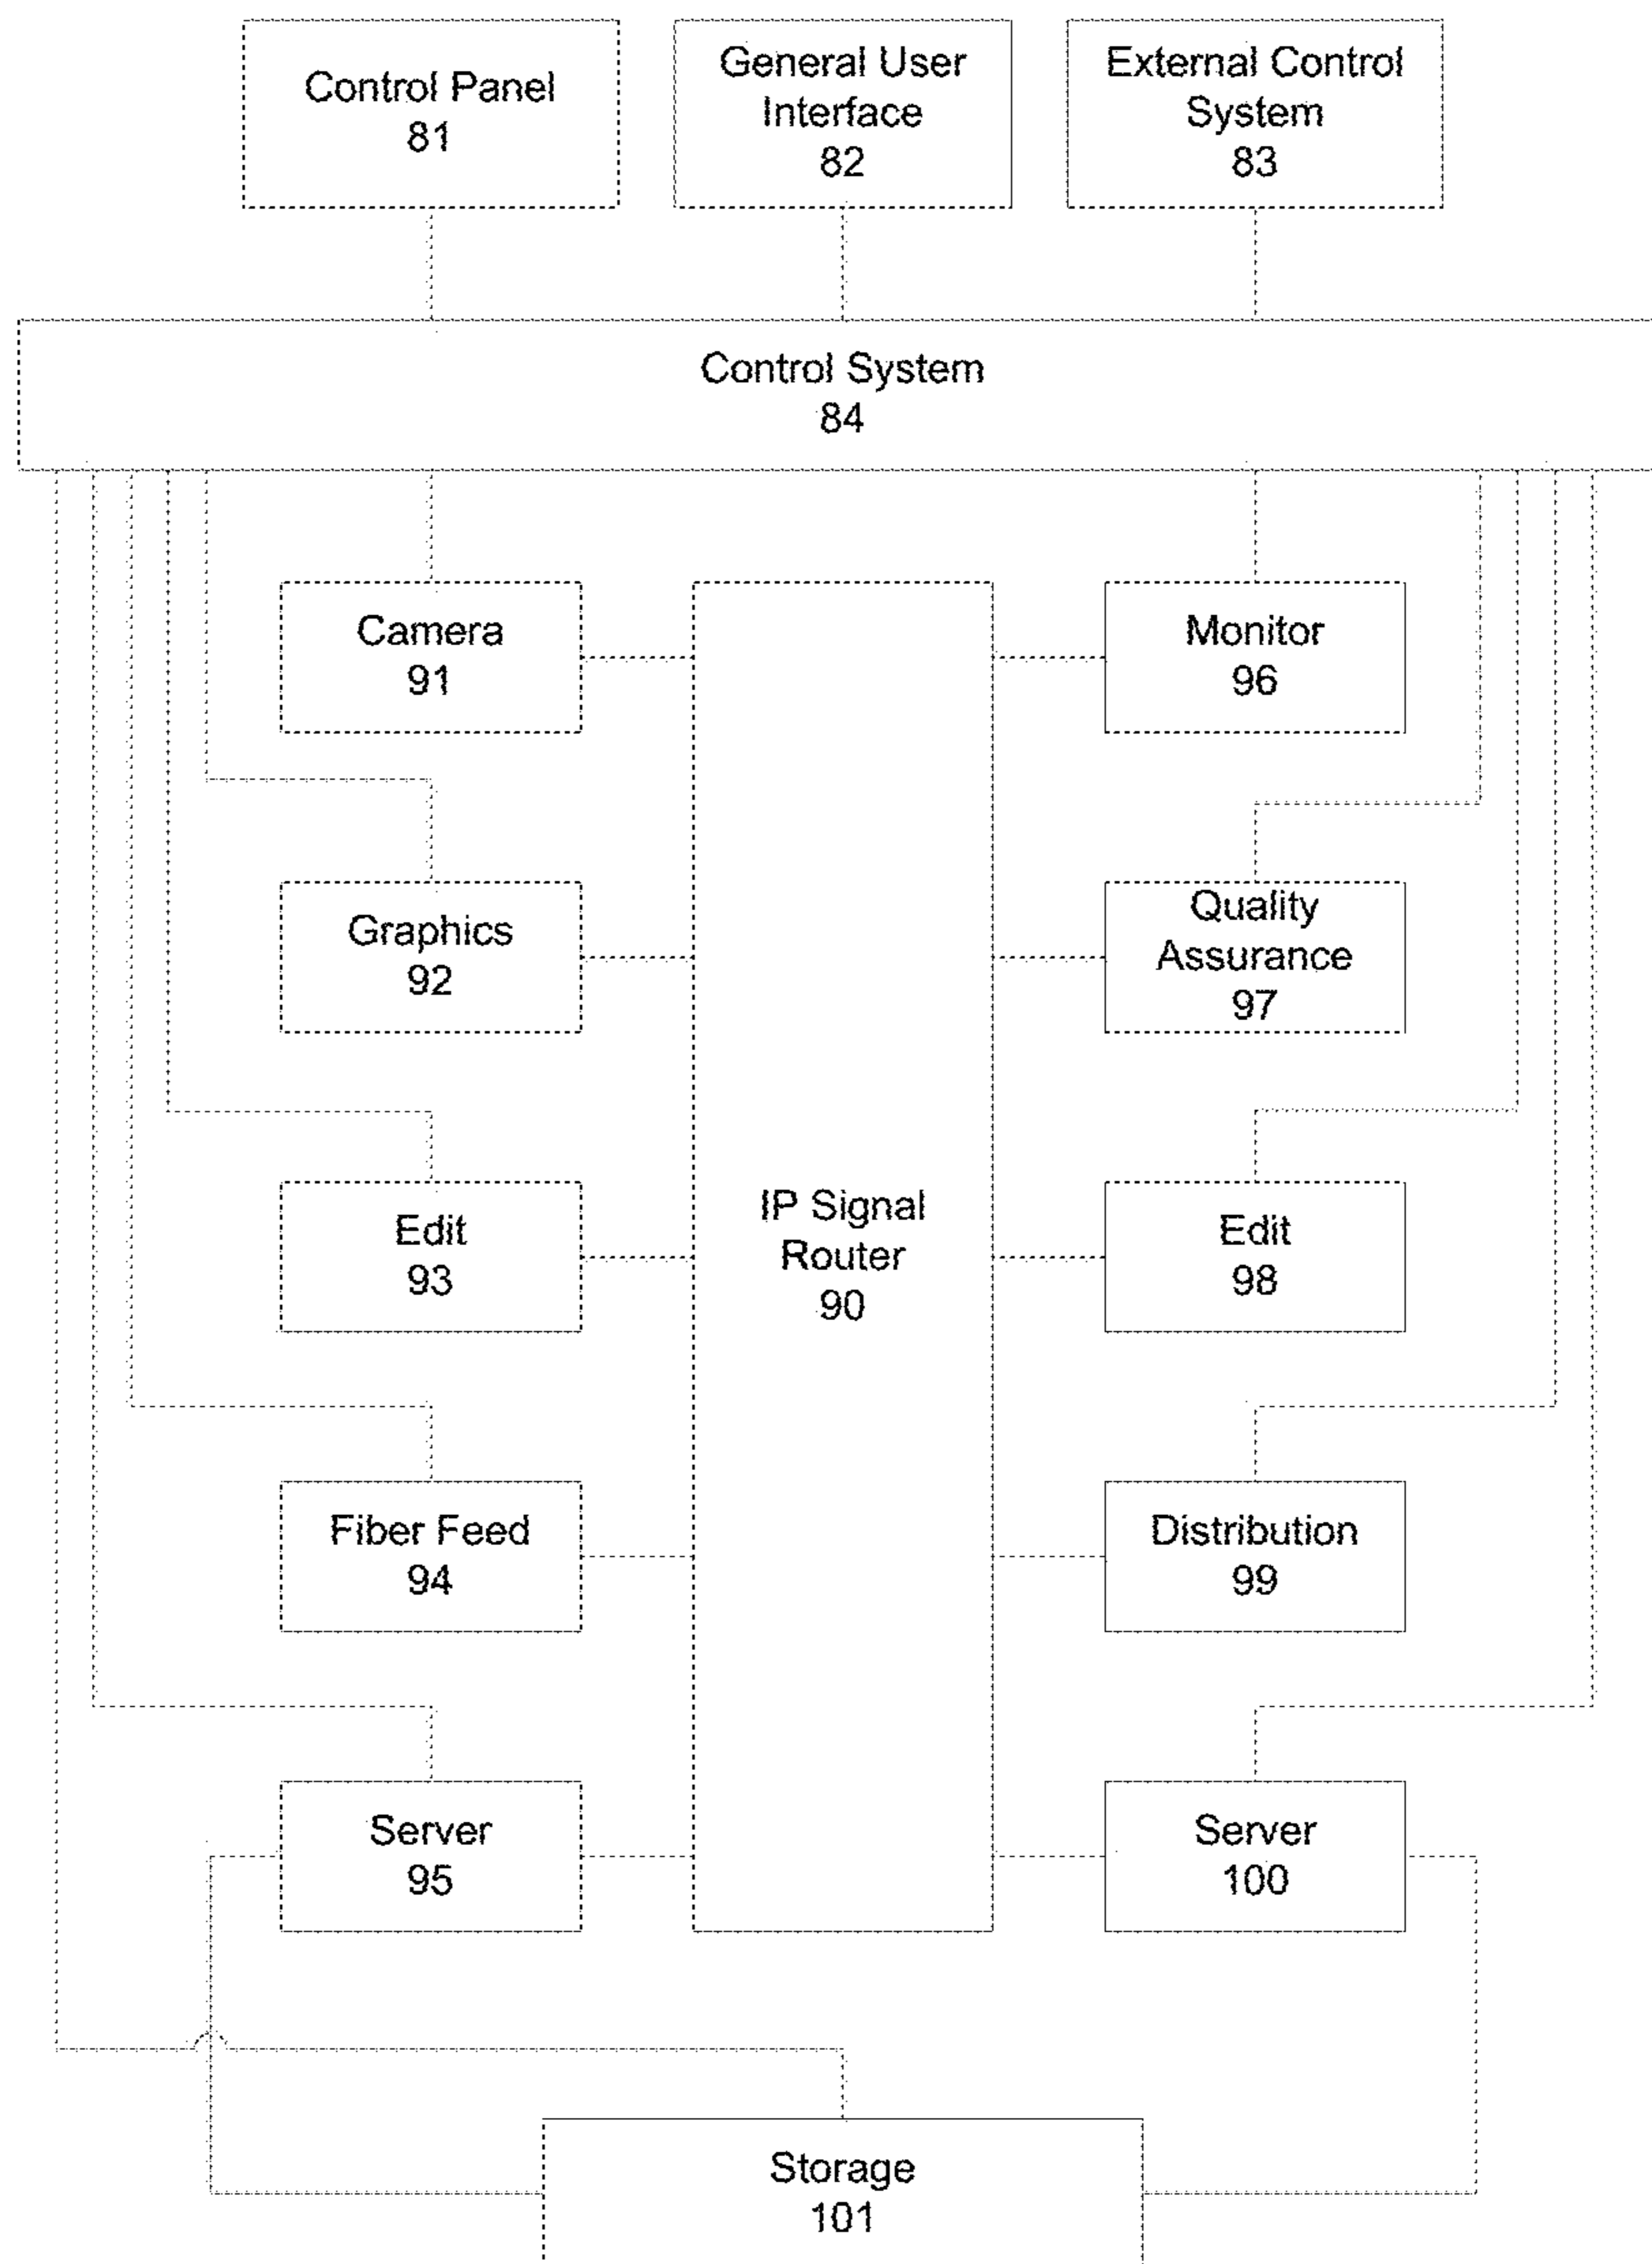 Control Panel
81
General User
Interface
82
External Control
System
83
Control System
84
Camera
91
Monitor
96
Graphics
92
Quality
Assurance
97
IP Signal
Router
90
Edit
93
Edit
98
Fiber Feed
94
Distribution
99
Server
95
Server
100
Storage
101